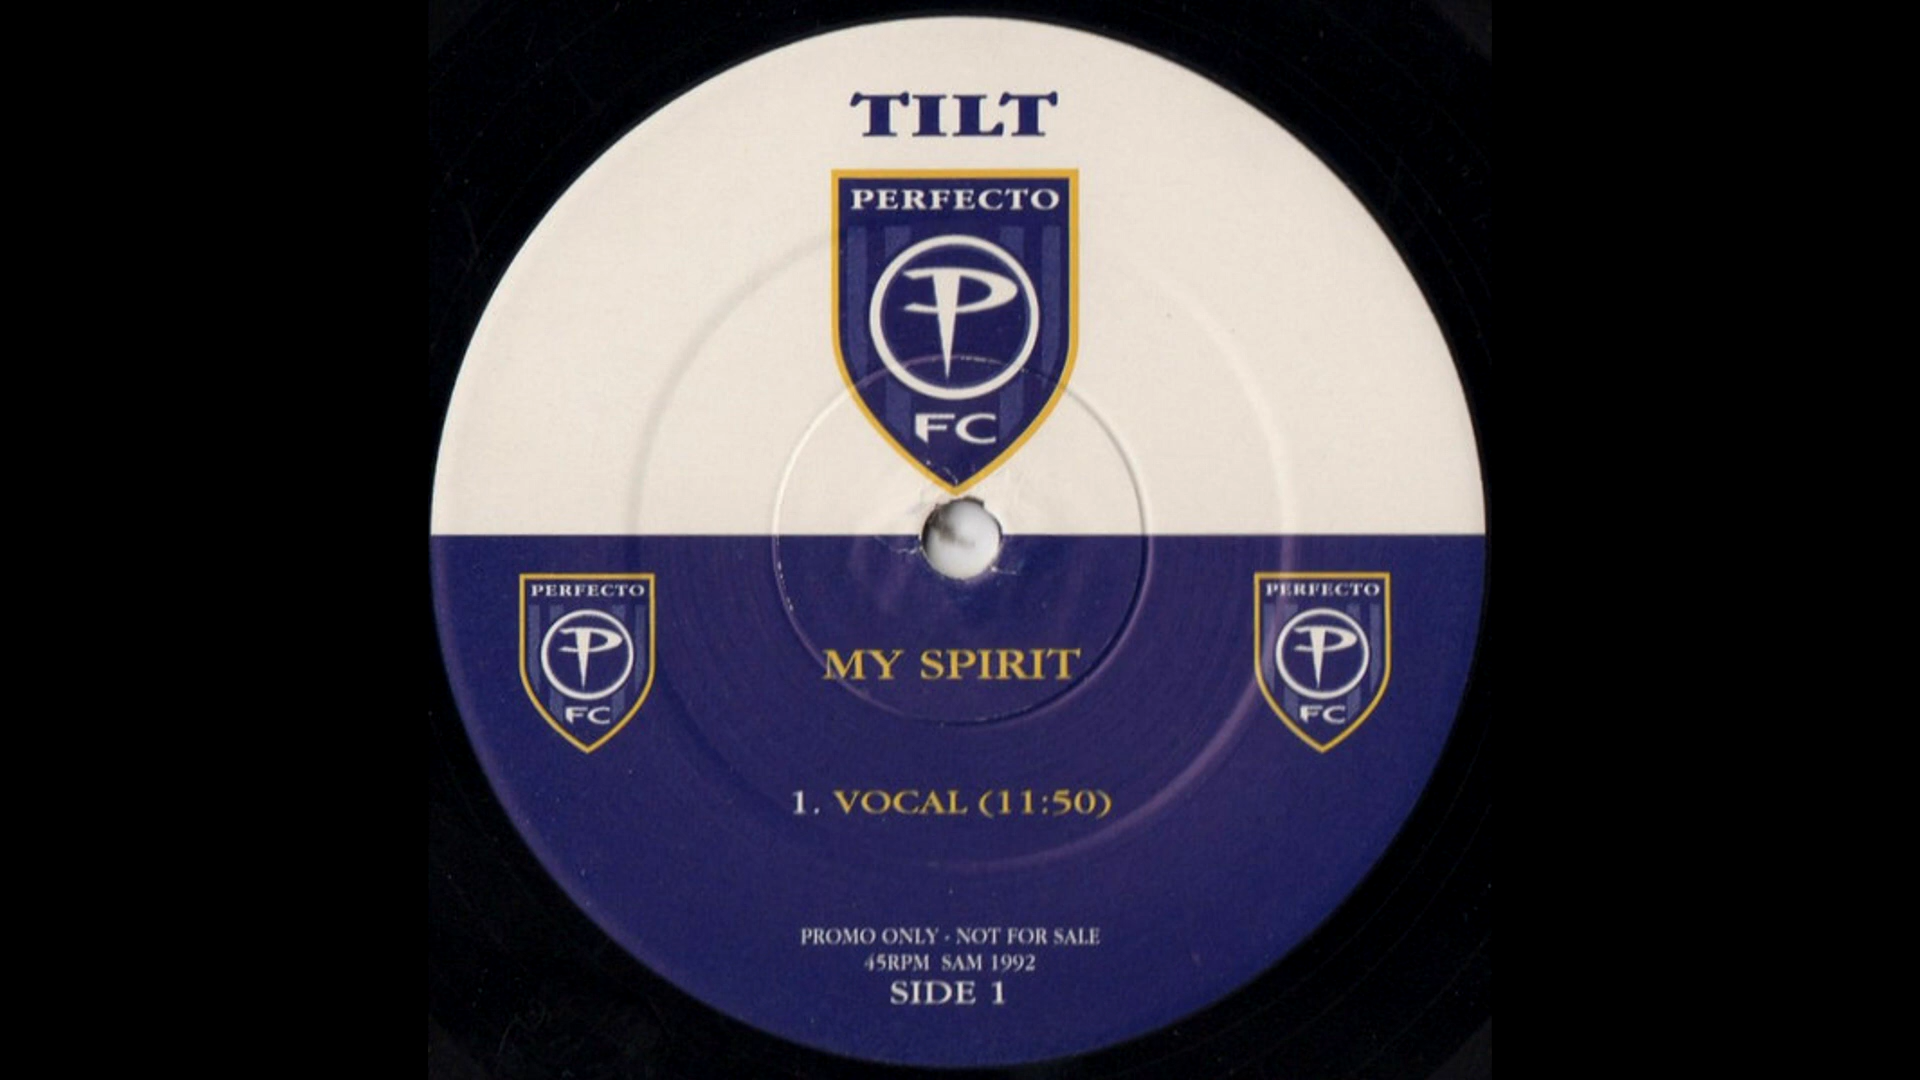 TILT
PERFECTO
P
FC
PERFECTO
P
FC
PERFECTO
P
FC
MY SPIRIT
1. VOCAL (11:50)
PROMO ONLY - NOT FOR SALE
45RPM SAM 1992
SIDE 1